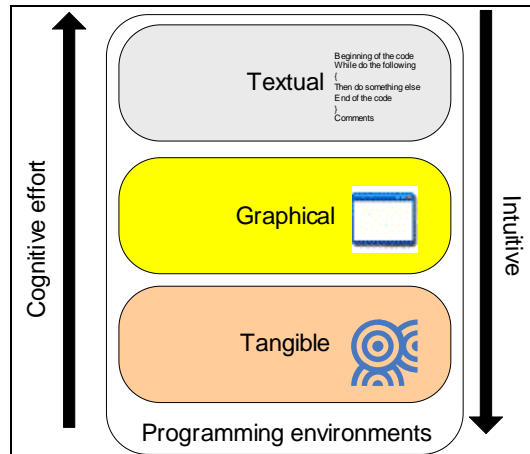 Textual
Beginning of the code
While do the following
{
Then do something else
End of the code
}
Comments
Graphical
Tangible
Programming environments
Cognitive effort
Intuitive